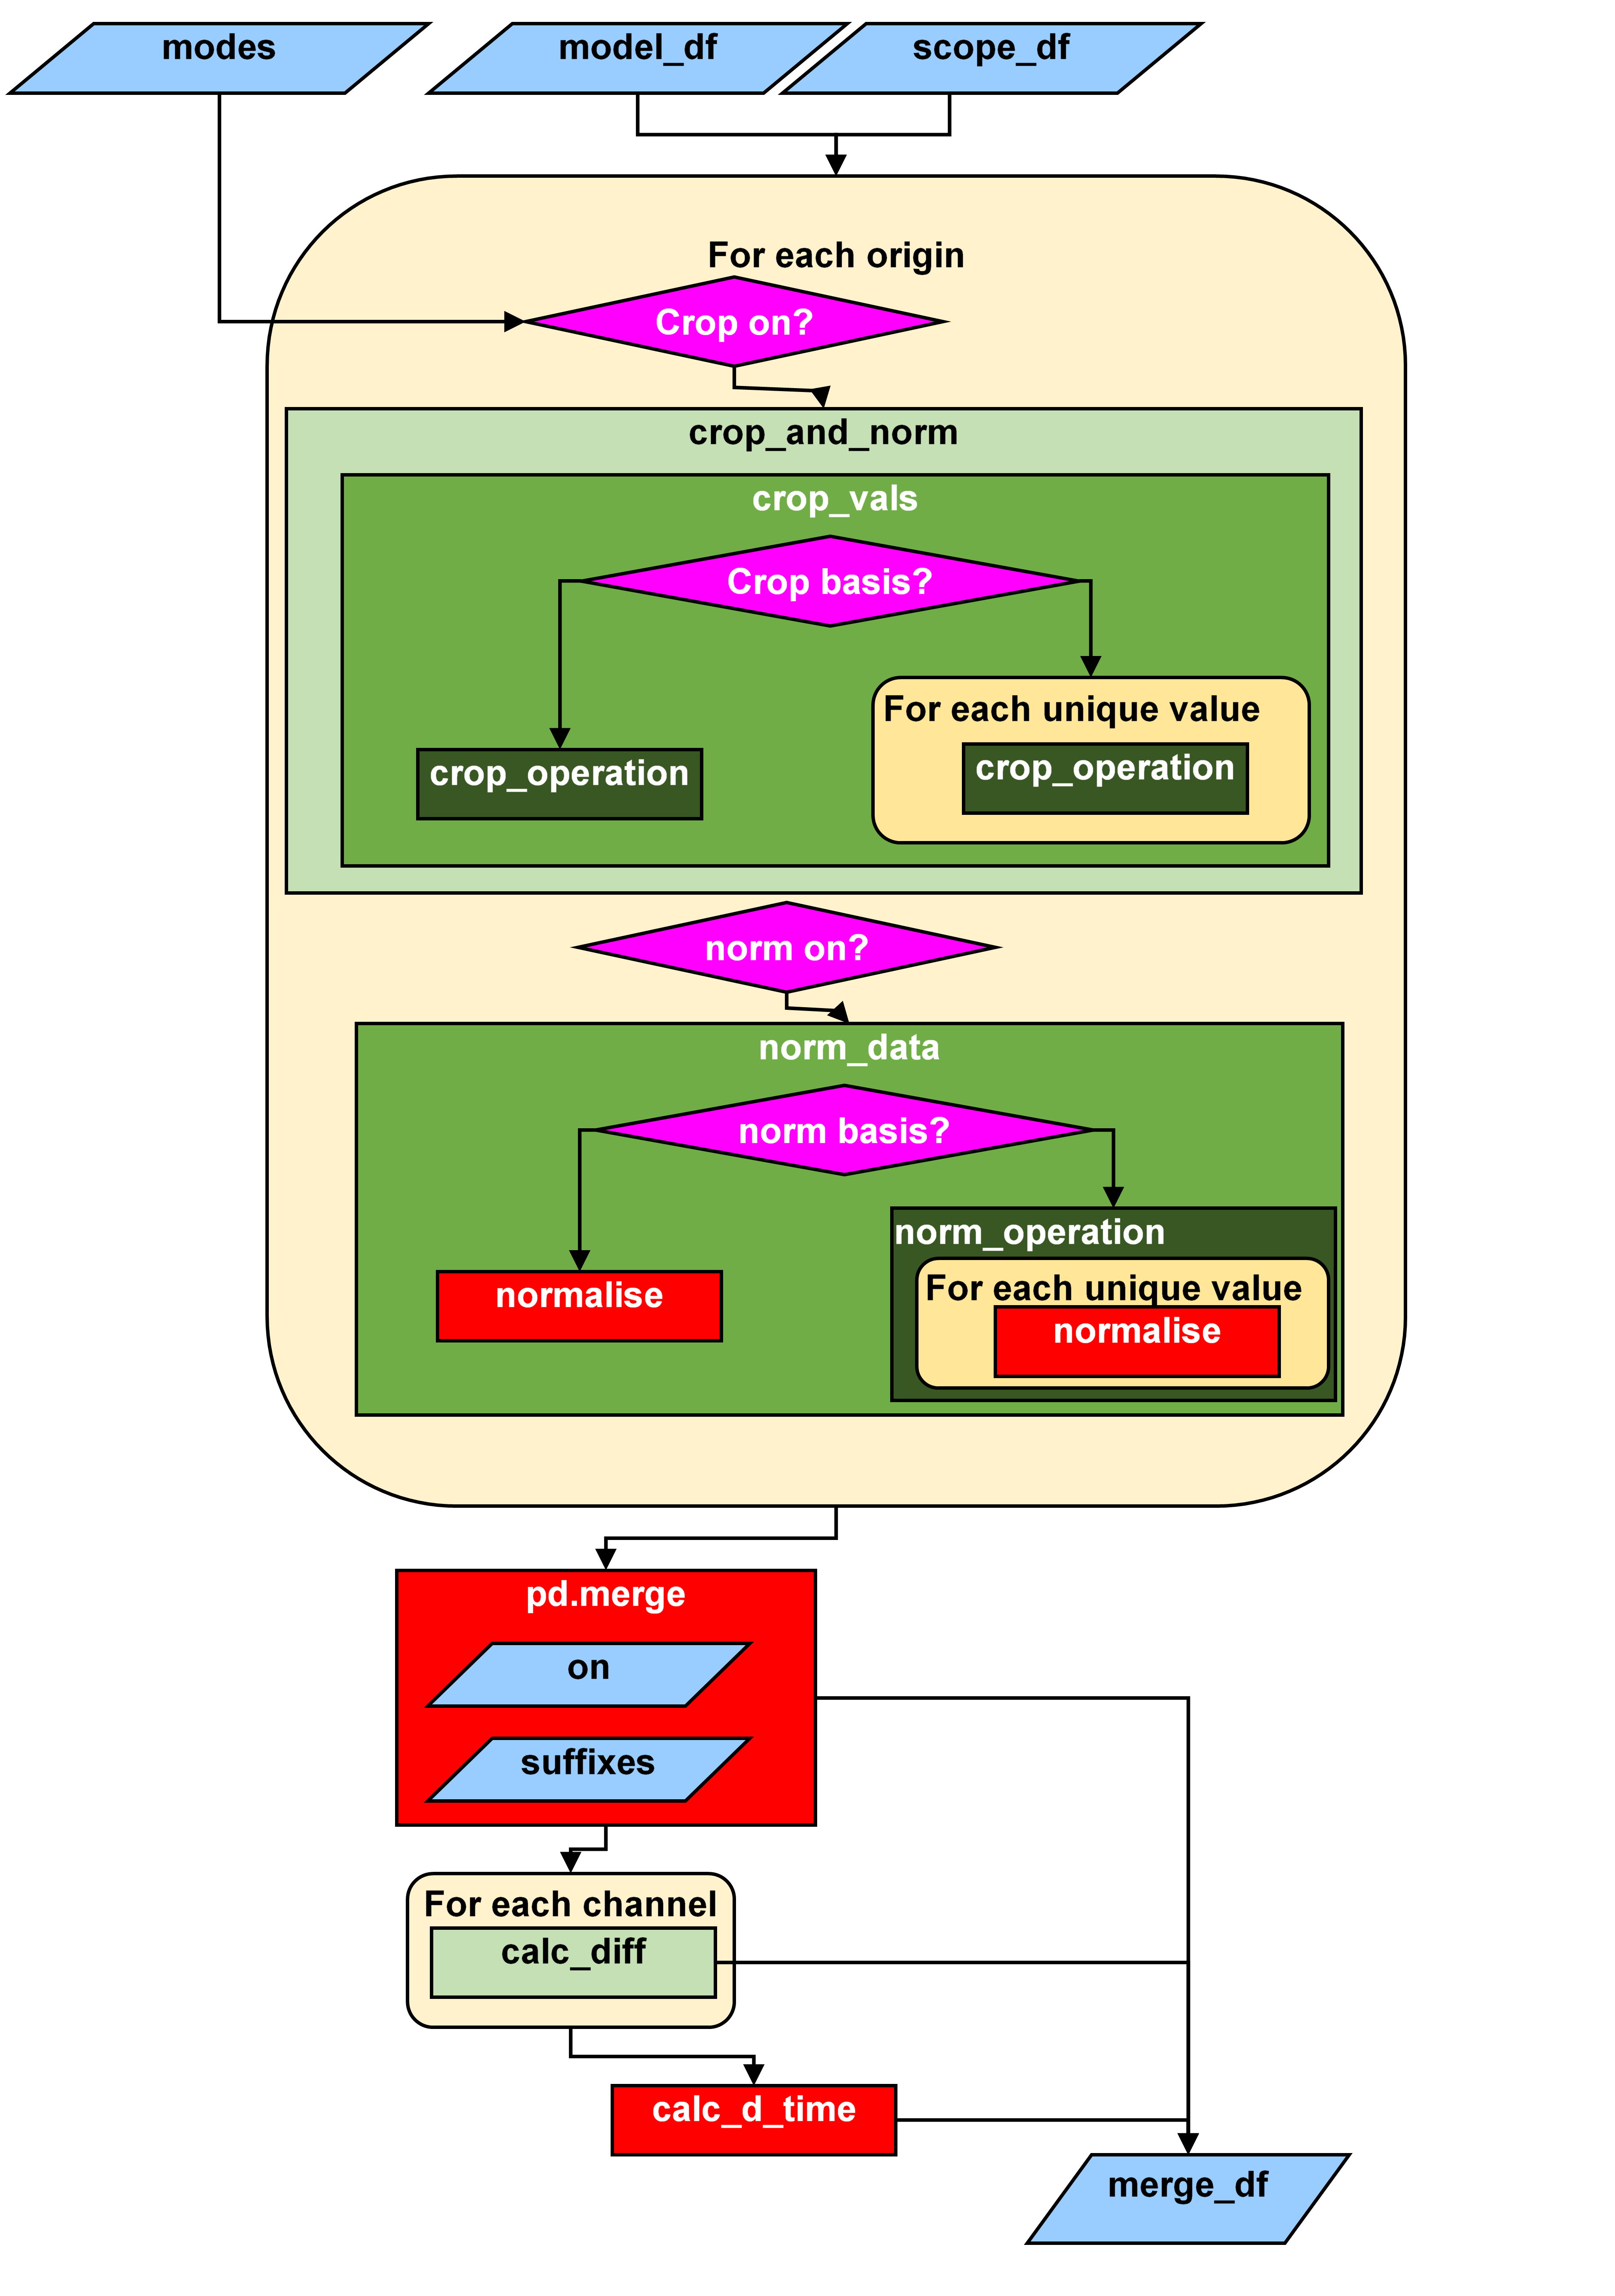 modes
model_df
scope_df
For each origin
Crop on?
crop_and_norm
crop_vals
Crop basis?
For each unique value
crop_operation
crop_operation
norm on?
norm_data
norm basis?
norm_operation
For each unique value
normalise
normalise
pd.merge
on
suffixes
For each channel
calc_diff
calc_d_time
merge_df